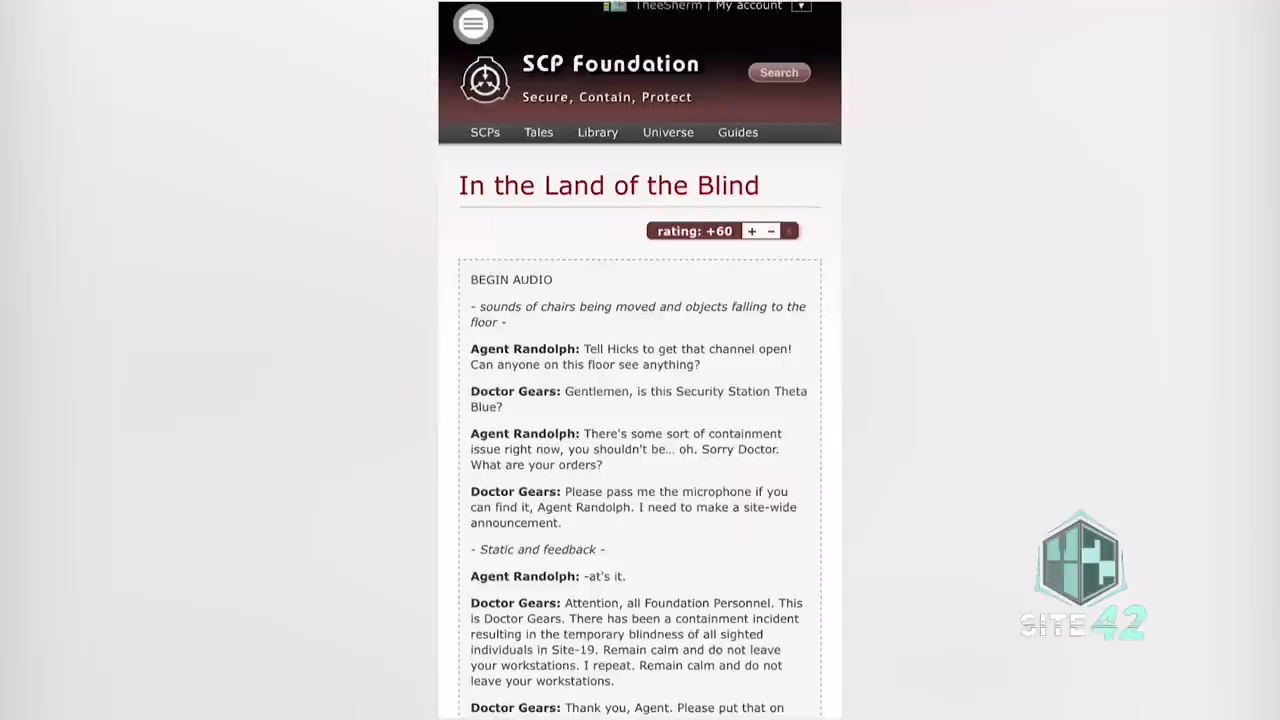 TheeSherm | My account ▼
SCP Foundation
Search
Secure, Contain, Protect
SCPs Tales Library Universe Guides
In the Land of the Blind
rating: +60 + − x
BEGIN AUDIO
- sounds of chairs being moved and objects falling to the
floor -
Agent Randolph: Tell Hicks to get that channel open!
Can anyone on this floor see anything?
Doctor Gears: Gentlemen, is this Security Station Theta
Blue?
Agent Randolph: There's some sort of containment
issue right now, you shouldn't be... oh. Sorry Doctor.
What are your orders?
Doctor Gears: Please pass me the microphone if you
can find it, Agent Randolph. I need to make a site-wide
announcement.
- Static and feedback -
Agent Randolph: -at's it.
Doctor Gears: Attention, all Foundation Personnel. This
is Doctor Gears. There has been a containment incident
resulting in the temporary blindness of all sighted
individuals in Site-19. Remain calm and do not leave
your workstations. I repeat. Remain calm and do not
leave your workstations.
Doctor Gears: Thank you, Agent. Please put that on
SITE 42